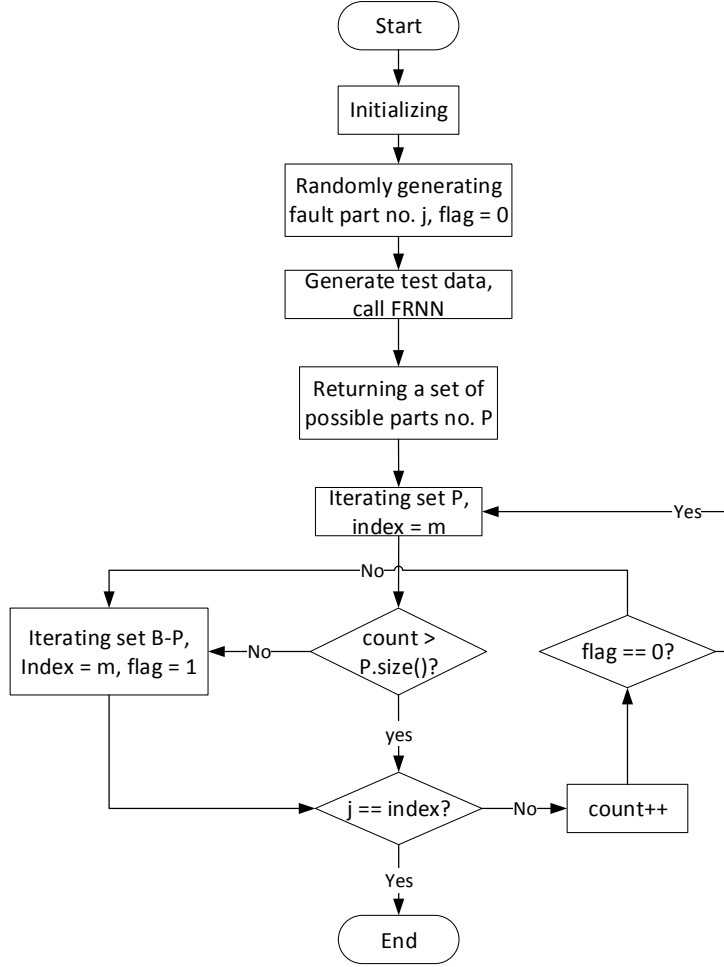 Start
Initializing
Randomly generating
fault part no. j, flag = 0
Generate test data,
call FRNN
Returning a set of
possible parts no. P
Iterating set P,
index = m
Yes
No
Iterating set B-P,
Index = m, flag = 1
No
count >
P.size()?
flag == 0?
yes
j == index?
No
count++
Yes
End